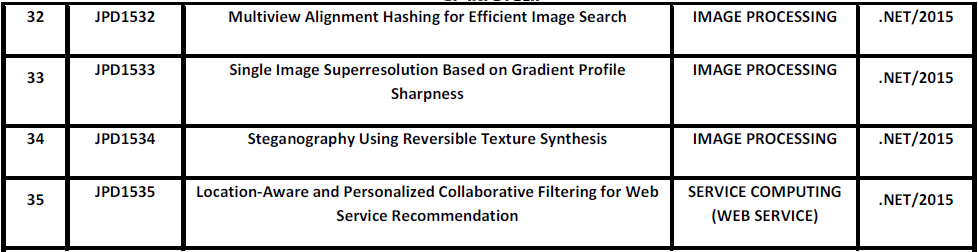 32 JPD1532 Multiview Alignment Hashing for Efficient Image Search IMAGE PROCESSING .NET/2015
33 JPD1533 Single Image Superresolution Based on Gradient Profile IMAGE PROCESSING .NET/2015
Sharpness
34 JPD1534 Steganography Using Reversible Texture Synthesis IMAGE PROCESSING .NET/2015
35 JPD1535 Location-Aware and Personalized Collaborative Filtering for Web SERVICE COMPUTING .NET/2015
Service Recommendation (WEB SERVICE)